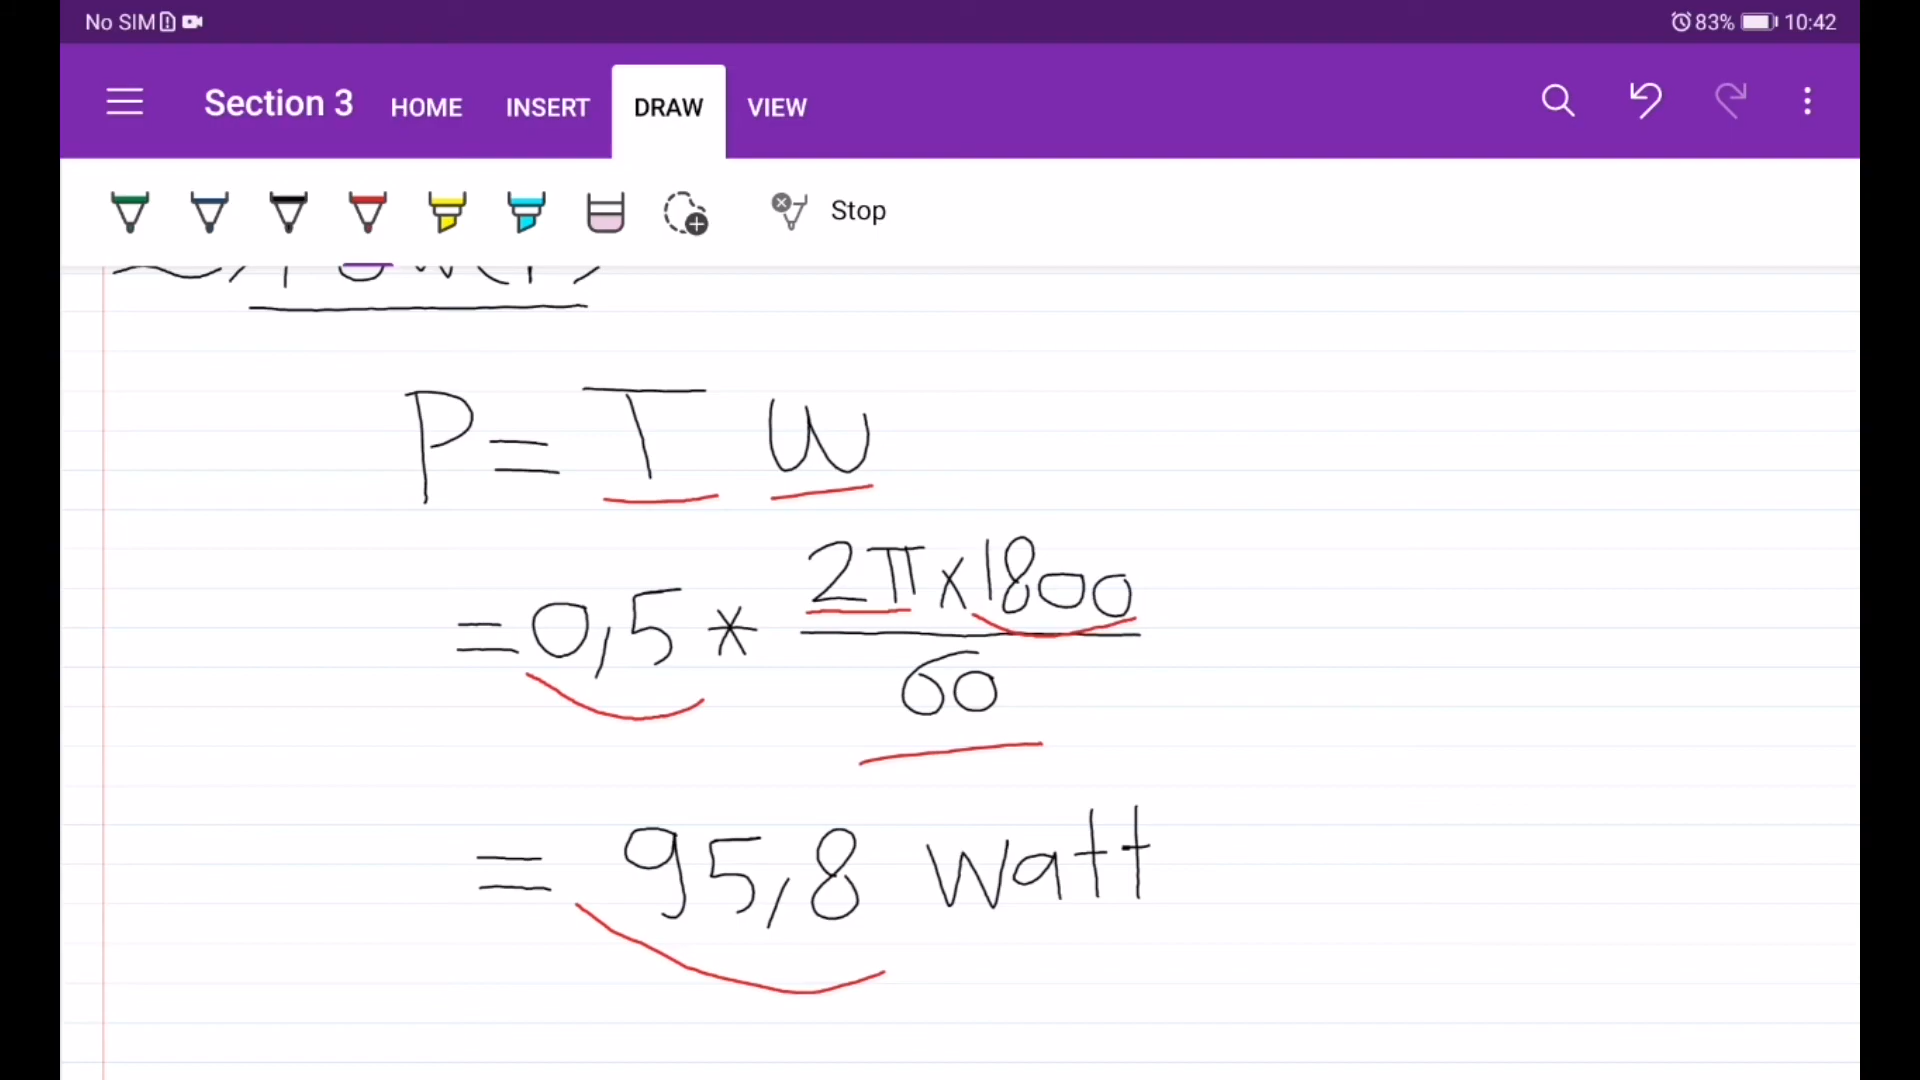 No SIM
83% 10:42
Section 3 HOME INSERT DRAW VIEW
Stop
P = T ω
= 0,5 * 2π x 1800
60
= 95,8 watt